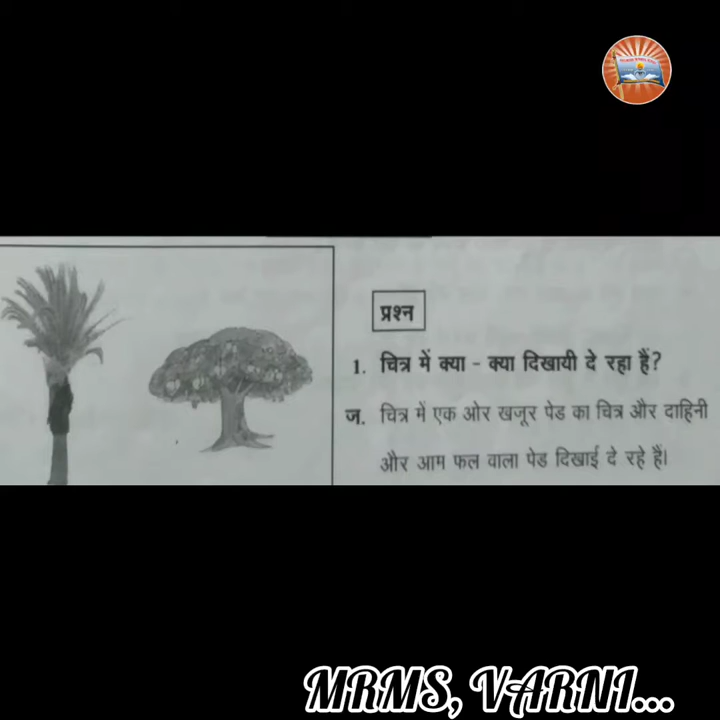 प्रश्न
1. चित्र में क्या - क्या दिखायी दे रहा हैं?
ज. चित्र में एक ओर खजूर पेड का चित्र और दाहिनी
और आम फल वाला पेड दिखाई दे रहे हैं।
MRMS, VARNI...